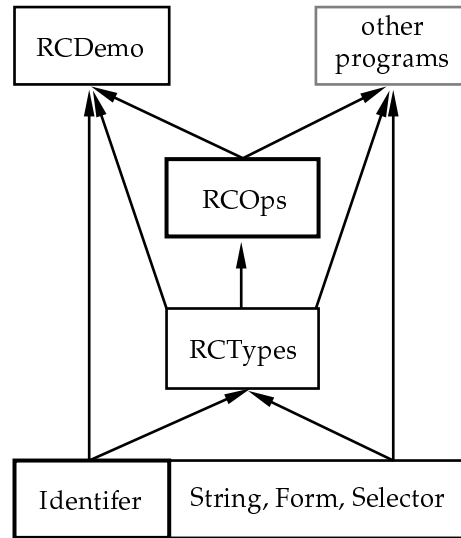 RCDemo
other
programs
RCOps
RCTypes
Identifer
String, Form, Selector